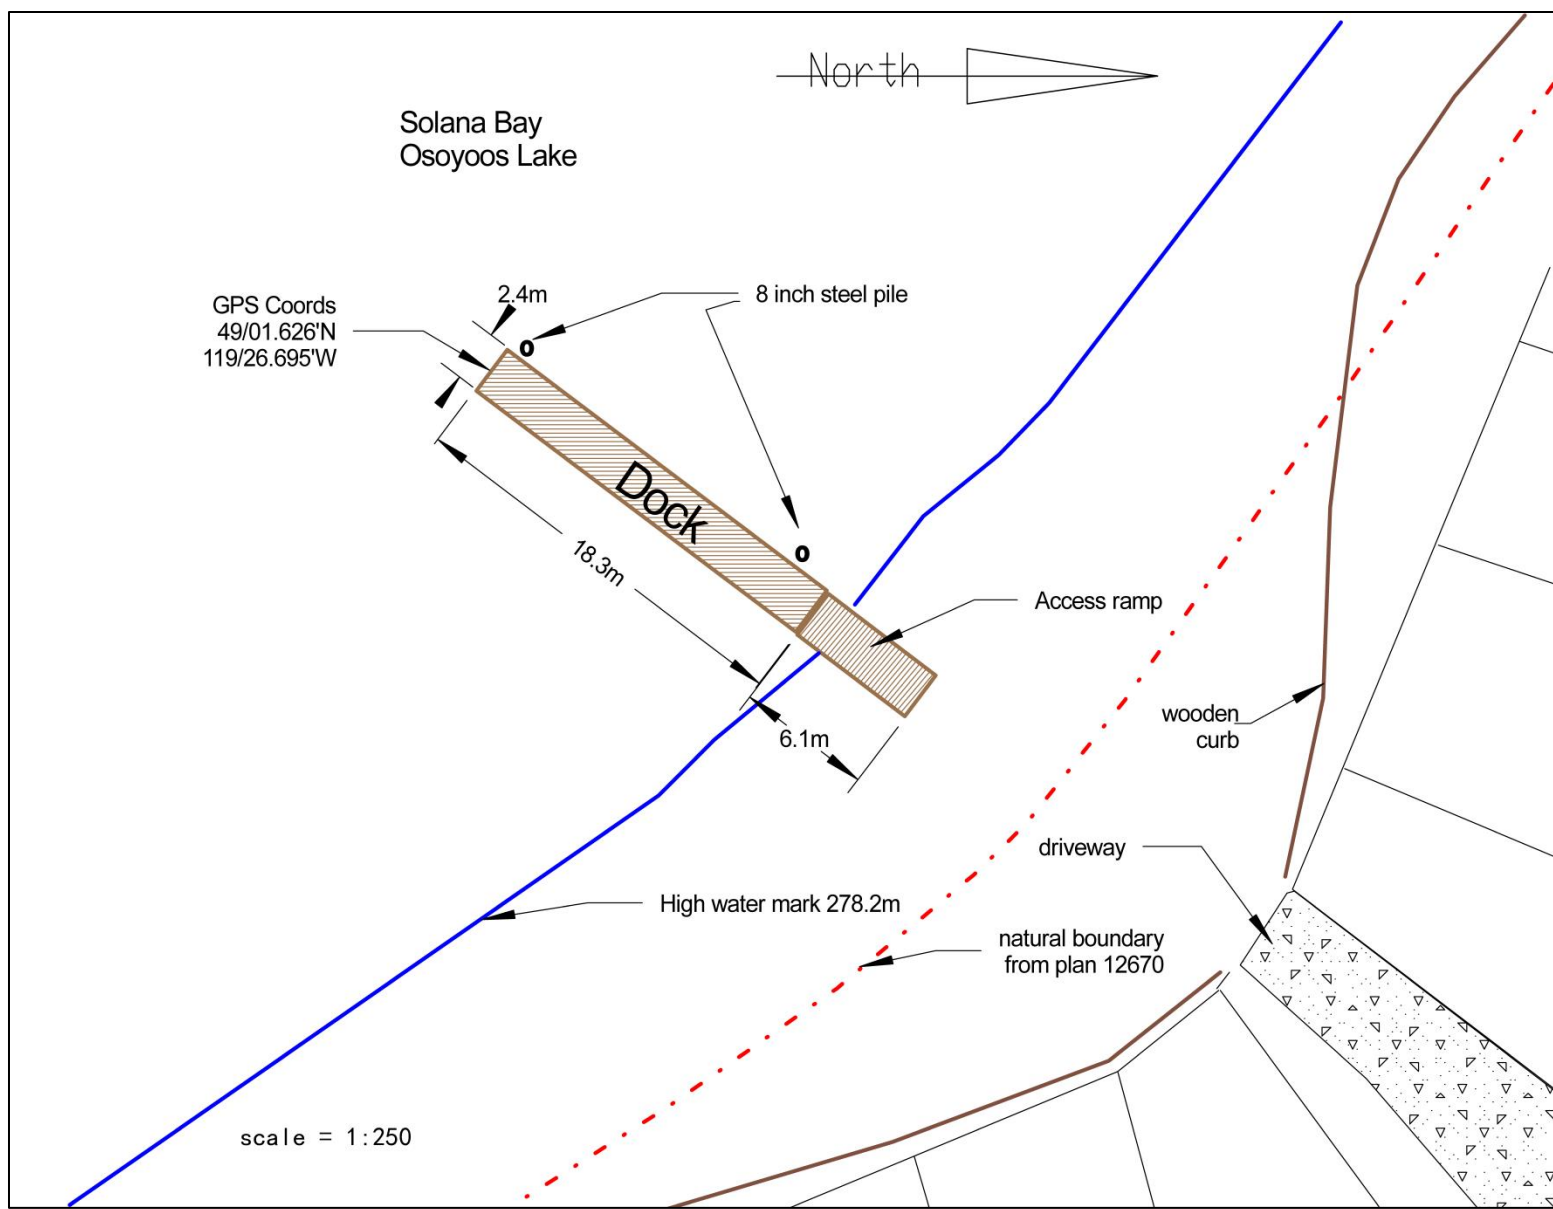 North
Solana Bay
Osoyoos Lake
GPS Coords
49/01.626'N
119/26.695'W
2.4m
8 inch steel pile
Dock
18.3m
Access ramp
6.1m
wooden
curb
driveway
High water mark 278.2m
natural boundary
from plan 12670
scale = 1:250